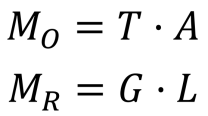 M_O = T · A
M_R = G · L